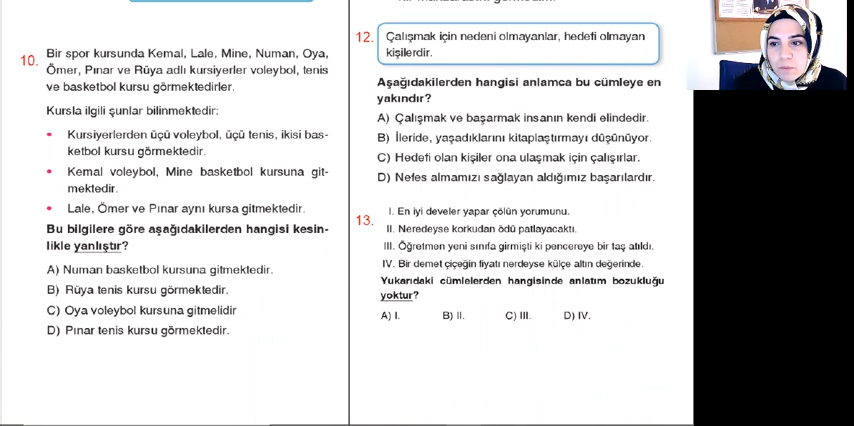 10.
Bir spor kursunda Kemal, Lale, Mine, Numan, Oya,
Ömer, Pınar ve Rüya adlı kursiyerler voleybol, tenis
ve basketbol kursu görmektedirler.
Kursla ilgili şunlar bilinmektedir:
• Kursiyerlerden üçü voleybol, üçü tenis, ikisi bas-
ketbol kursu görmektedir.
• Kemal voleybol, Mine basketbol kursuna git-
mektedir.
• Lale, Ömer ve Pınar aynı kursa gitmektedir.
Bu bilgilere göre aşağıdakilerden hangisi kesin-
likle yanlıştır?
A) Numan basketbol kursuna gitmektedir.
B) Rüya tenis kursu görmektedir.
C) Oya voleybol kursuna gitmelidir
D) Pınar tenis kursu görmektedir.
12.
Çalışmak için nedeni olmayanlar, hedefi olmayan
kişilerdir.
Aşağıdakilerden hangisi anlamca bu cümleye en
yakındır?
A) Çalışmak ve başarmak insanın kendi elindedir.
B) İleride, yaşadıklarını kitaplaştırmayı düşünüyor.
C) Hedefi olan kişiler ona ulaşmak için çalışırlar.
D) Nefes almamızı sağlayan aldığımız başarılardır.
13.
I. En iyi develer yapar çölün yorumunu.
II. Neredeyse korkudan ödü patlayacaktı.
III. Öğretmen yeni sınıfa girmişti ki pencereye bir taş atıldı.
IV. Bir demet çiçeğin fiyatı nerdeyse külçe altın değerinde.
Yukarıdaki cümlelerden hangisinde anlatım bozukluğu
yoktur?
A) I. B) II. C) III. D) IV.